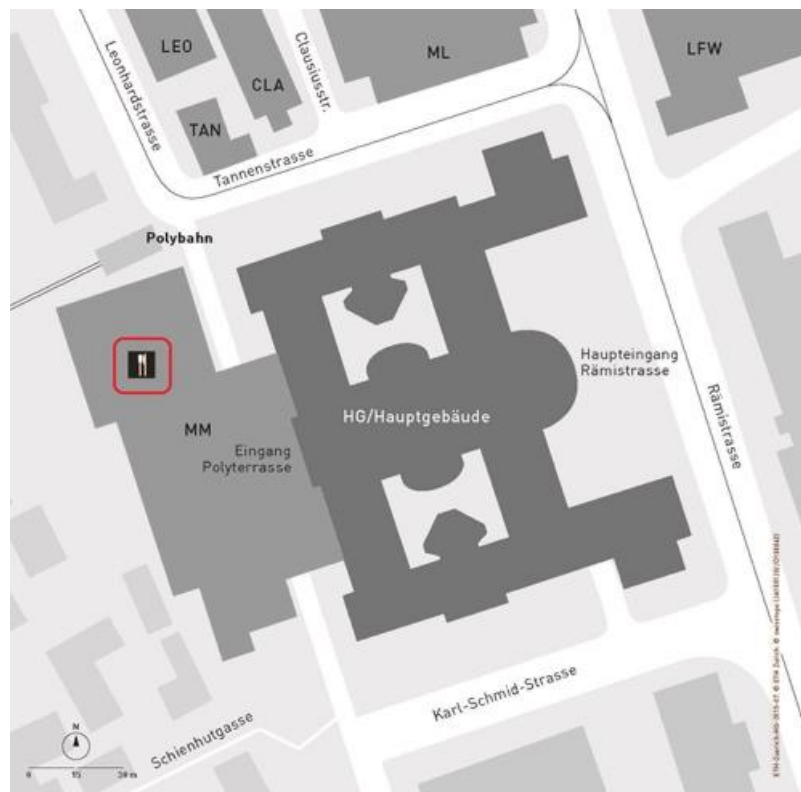 LEO
Leonhardstrasse
CLA
Clausiusstr.
ML
LFW
TAN
Tannenstrasse
Polybahn
Haupteingang
Rämistrasse
HG/Hauptgebäude
MM
Eingang
Polyterrasse
Rämistrasse
Karl-Schmid-Strasse
Schienhutgasse
N
0 15 30 m